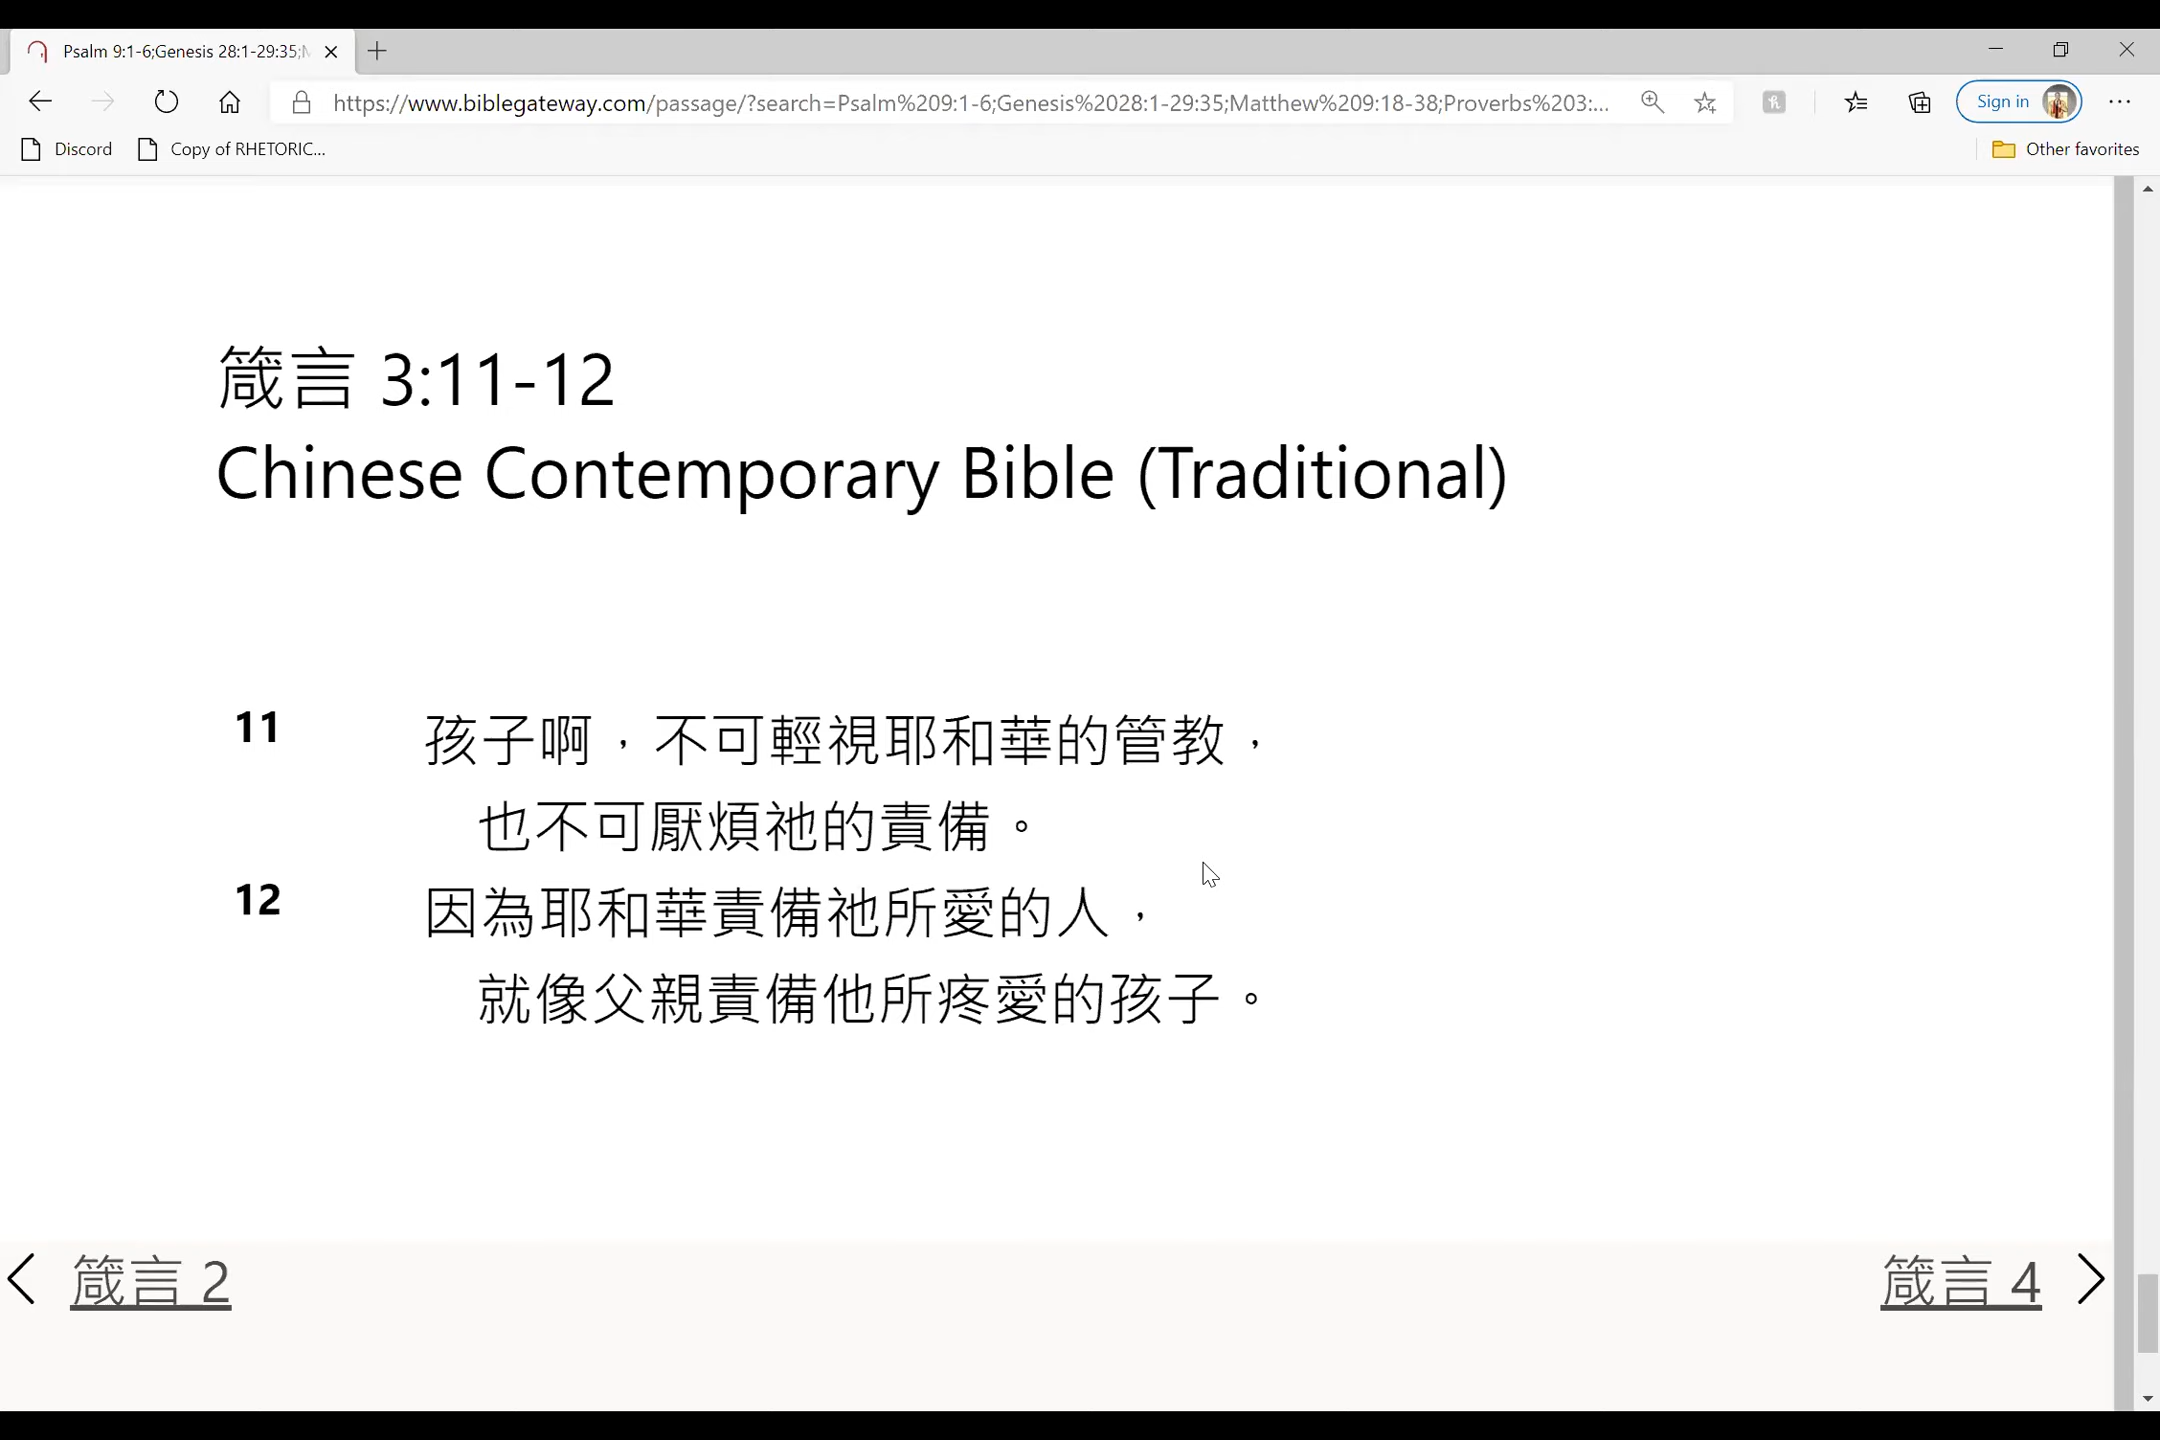 Psalm 9:1-6;Genesis 28:1-29:35;
https://www.biblegateway.com/passage/?search=Psalm%209:1-6;Genesis%2028:1-29:35;Matthew%209:18-38;Proverbs%203:...
Sign in
Discord
Copy of RHETORIC...
Other favorites
箴言 3:11-12
Chinese Contemporary Bible (Traditional)
11 孩子啊，不可輕視耶和華的管教，
也不可厭煩祂的責備。
12 因為耶和華責備祂所愛的人，
就像父親責備他所疼愛的孩子。
箴言 2
箴言 4